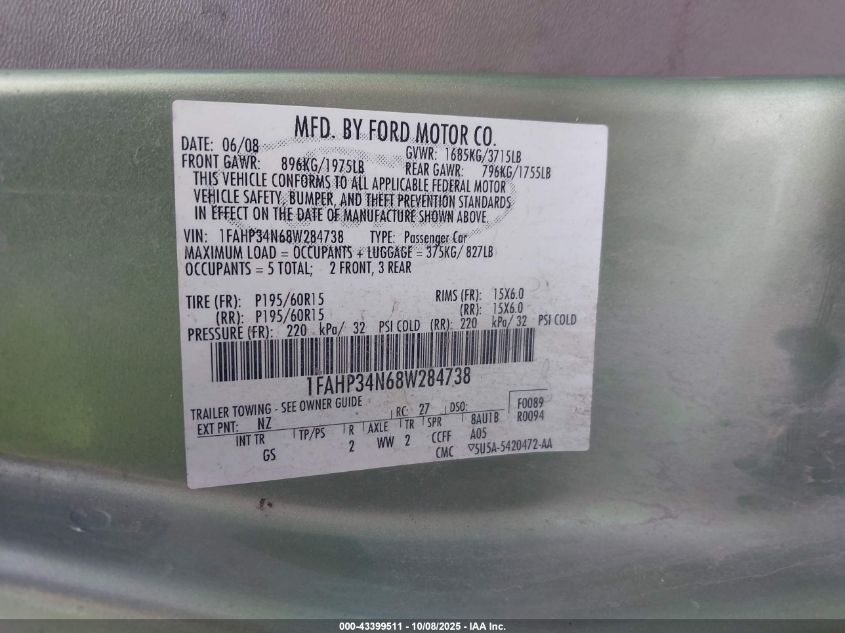 MFD. BY FORD MOTOR CO.
DATE: 06/08 GVWR: 1685KG/3715LB
FRONT GAWR: 896KG/1975LB REAR GAWR: 796KG/1755LB
THIS VEHICLE CONFORMS TO ALL APPLICABLE FEDERAL MOTOR
VEHICLE SAFETY, BUMPER, AND THEFT PREVENTION STANDARDS
IN EFFECT ON THE DATE OF MANUFACTURE SHOWN ABOVE.
VIN: 1FAHP34N68W284738 TYPE: Passenger Car
MAXIMUM LOAD = OCCUPANTS + LUGGAGE = 375KG/ 827LB
OCCUPANTS = 5 TOTAL; 2 FRONT, 3 REAR
TIRE (FR): P195/60R15 RIMS (FR): 15X6.0
(RR): P195/60R15 (RR): 15X6.0
PRESSURE (FR): 220 kPa/ 32 PSI COLD (RR): 220 kPa/ 32 PSI COLD
1FAHP34N68W284738
TRAILER TOWING - SEE OWNER GUIDE RC: 27 DSO: F0089
EXT PNT: NZ 8AU1B R0094
INT TR TP/PS R AXLE TR SPR A05
GS 2 WW 2 CCFF
CMC ▽5U5A-5420472-AA
000-43399511 - 10/08/2025 - IAA Inc.